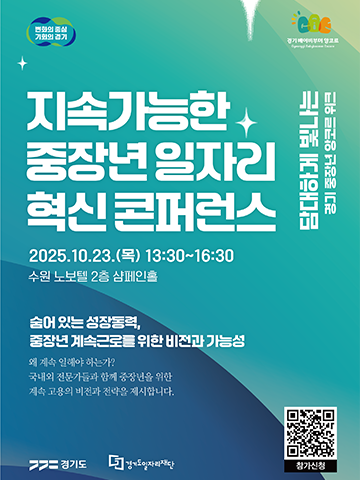 변화의 중심
기회의 경기
경기 베이비부머 앙코르
지속가능한
중장년 일자리
혁신 콘퍼런스
담대하게 빛나는
경기 중장년 앙코르 위크
2025.10.23.(목) 13:30~16:30
수원 노보텔 2층 샴페인홀
숨어 있는 성장동력,
중장년 계속근로를 위한 비전과 가능성
왜 계속 일해야 하는가?
국내외 전문가들과 함께 중장년을 위한
계속 고용의 비전과 전략을 제시합니다.
경기도
경기도일자리재단
참가신청